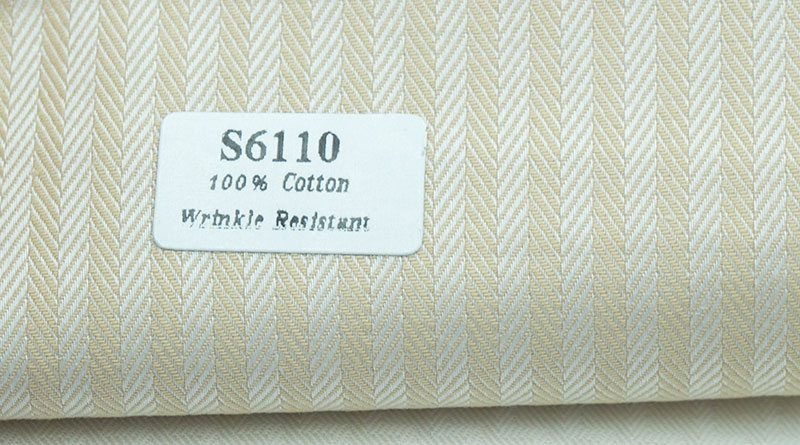 S6110
100% Cotton
Wrinkle Resistant